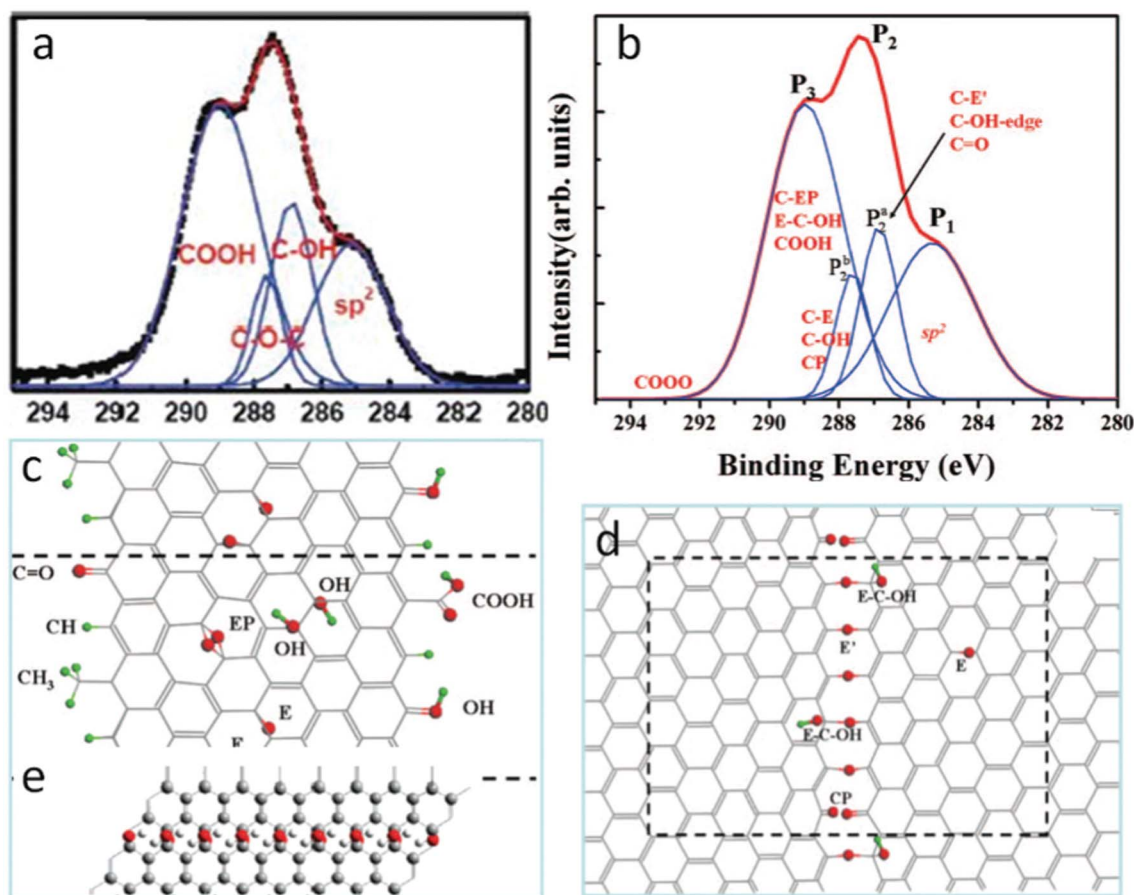 a
COOH
C-OH
C-O-C
sp²
294 292 290 288 286 284 282 280
b
Intensity(arb. units)
P₃
P₂
C-E'
C-OH-edge
C=O
C-EP
E-C-OH
COOH
P₂ᵃ
P₁
P₂ᵇ
C-E
C-OH
CP
sp²
COOO
294 292 290 288 286 284 282 280
Binding Energy (eV)
c
C=O
OH
COOH
EP
CH
OH
CH₃
E
OH
d
E-C-OH
E'
E
E-C-OH
CP
e